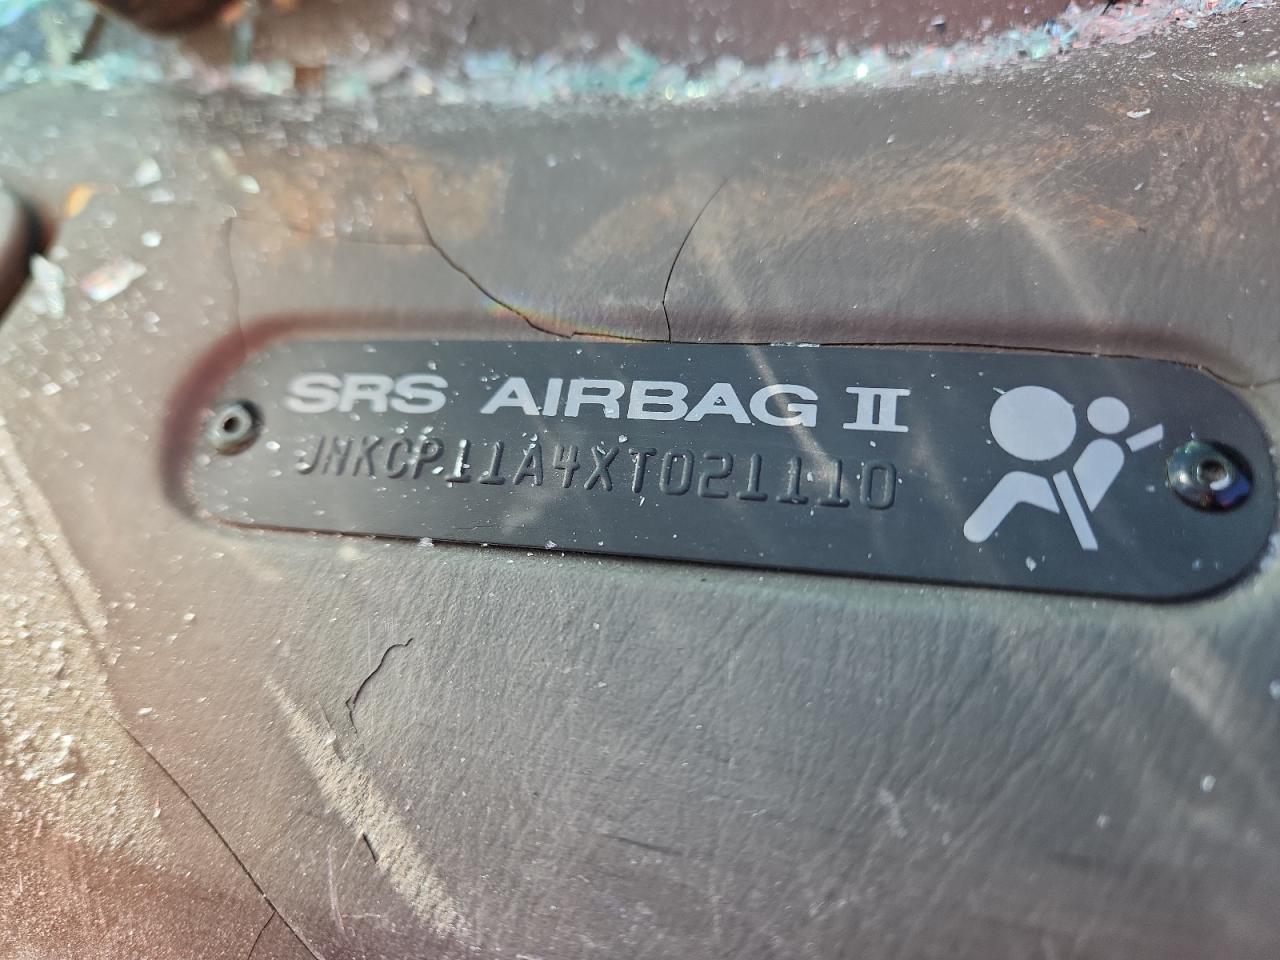 SRS AIRBAG II
JNKCP11A4XT021110